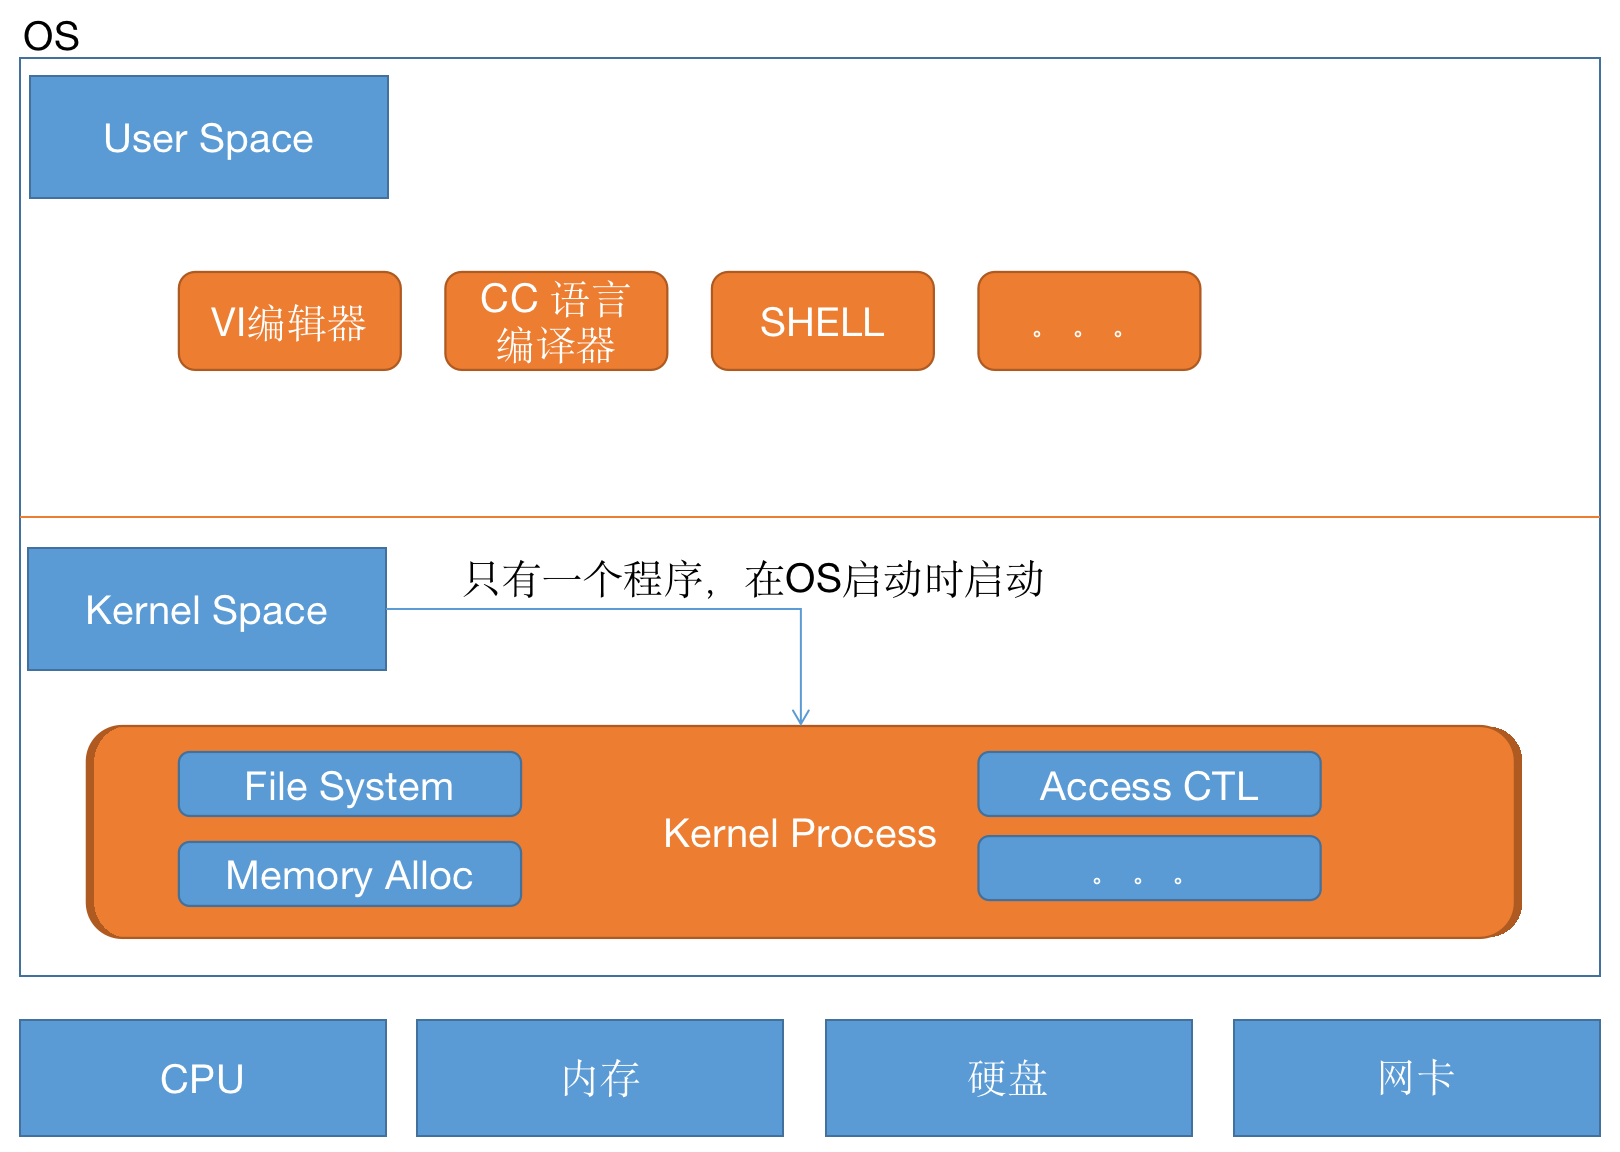 OS
User Space
VI编辑器
CC 语言
编译器
SHELL
。。。
只有一个程序，在OS启动时启动
Kernel Space
File System
Access CTL
Kernel Process
Memory Alloc
。。。
CPU
内存
硬盘
网卡